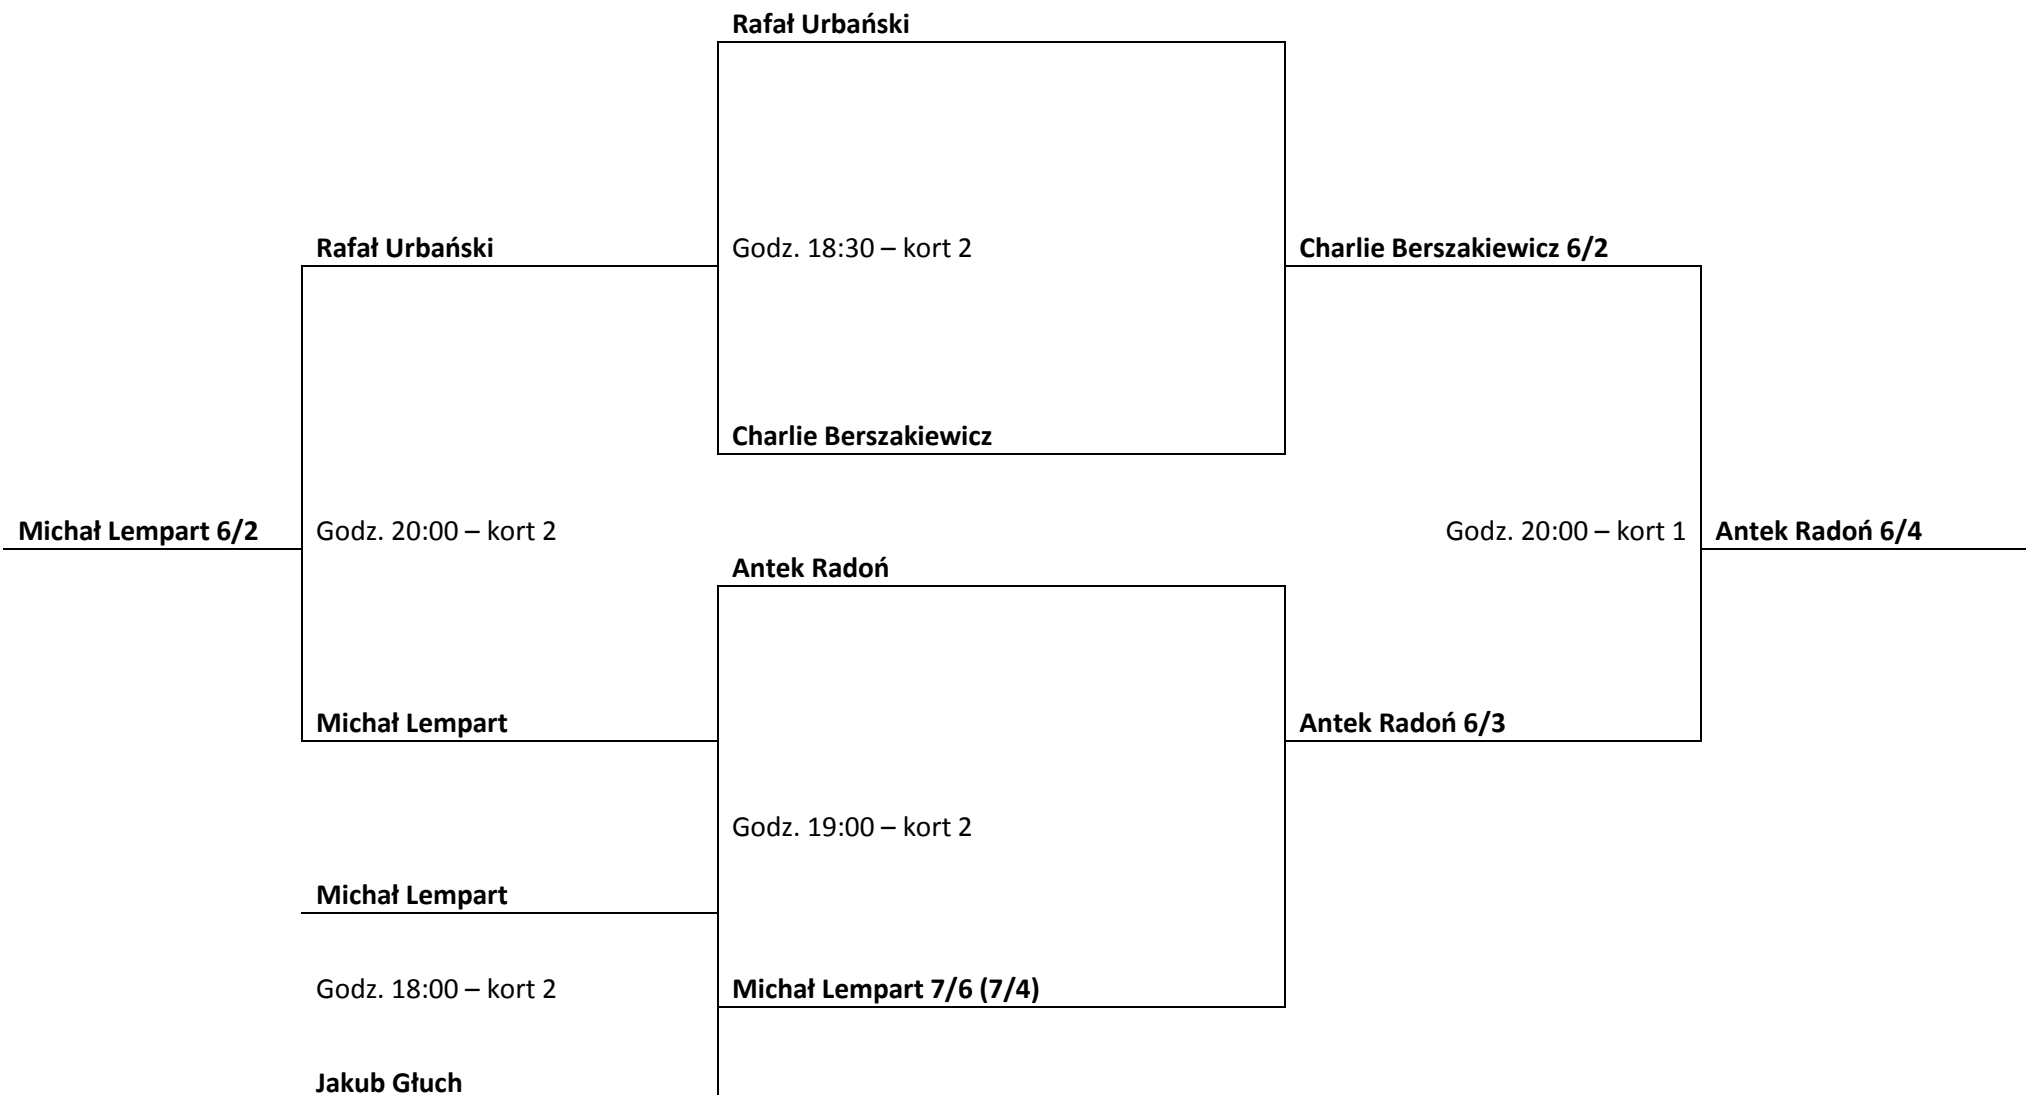 Rafał Urbański
Rafał Urbański
Godz. 18:30 – kort 2
Charlie Berszakiewicz 6/2
Charlie Berszakiewicz
Michał Lempart 6/2
Godz. 20:00 – kort 2
Godz. 20:00 – kort 1
Antek Radoń 6/4
Antek Radoń
Michał Lempart
Antek Radoń 6/3
Godz. 19:00 – kort 2
Michał Lempart
Godz. 18:00 – kort 2
Michał Lempart 7/6 (7/4)
Jakub Głuch